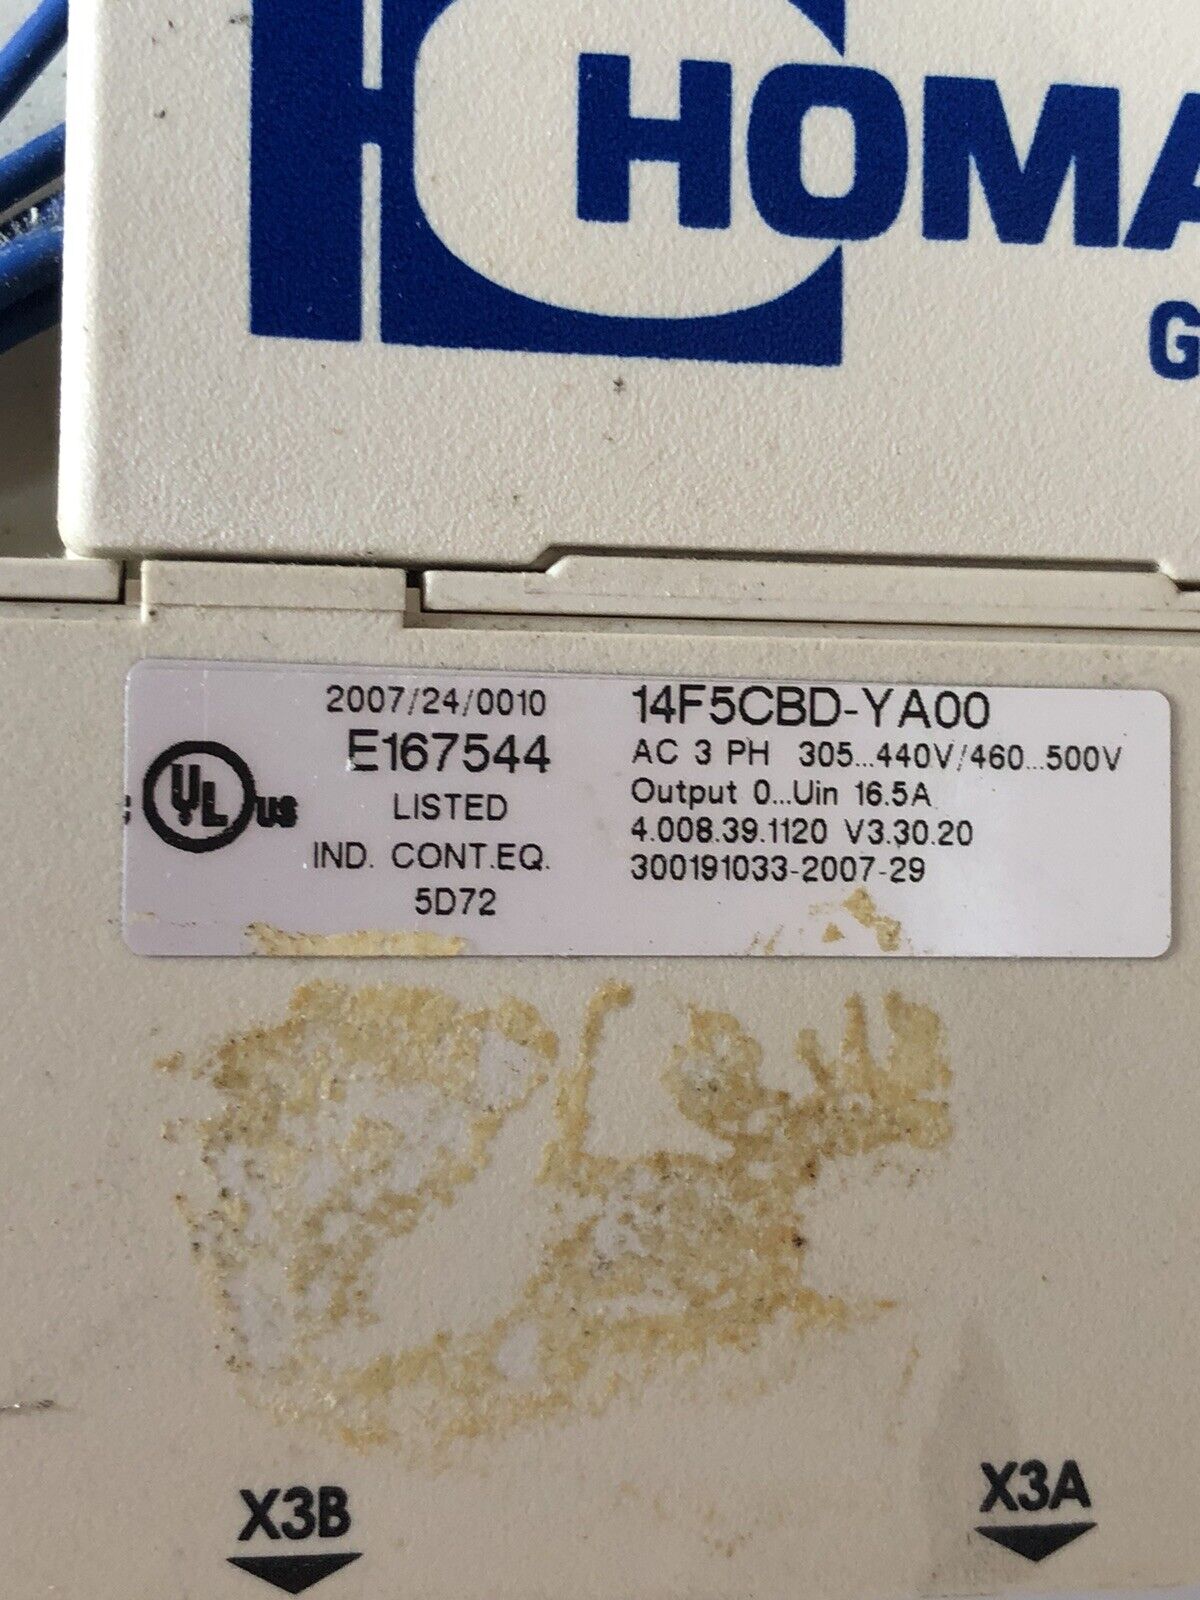 HOMA
G
2007/24/0010
E167544
LISTED
IND. CONT.EQ.
5D72
UL US
14F5CBD-YA00
AC 3 PH 305...440V/460...500V
Output 0...Uin 16.5A
4.008.39.1120 V3.30.20
300191033-2007-29
X3B
X3A